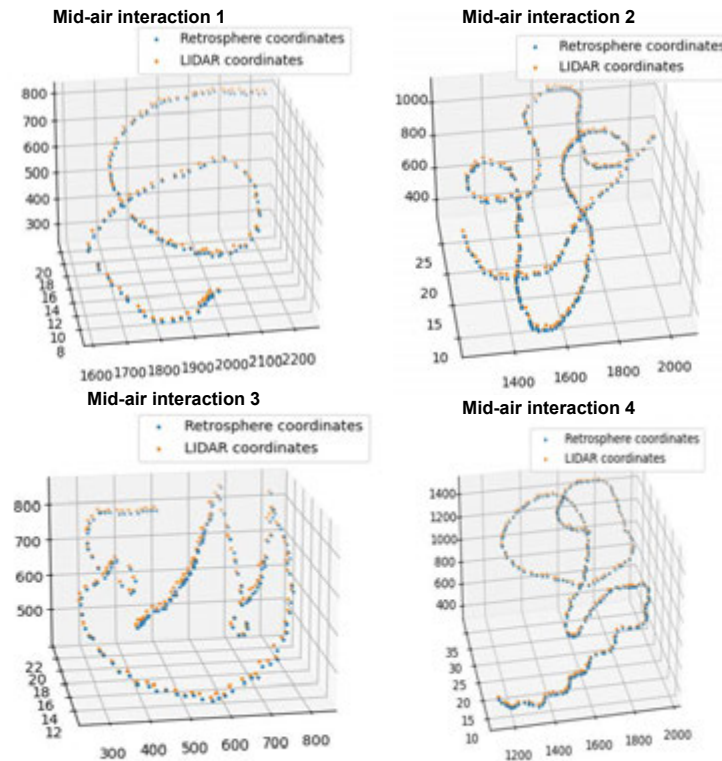 Mid-air interaction 1
Retrosphere coordinates
LIDAR coordinates
800
700
600
500
400
300
20
18
16
14
12
10
8
1600 1700 1800 1900 2000 2100 2200
Mid-air interaction 2
Retrosphere coordinates
LIDAR coordinates
1000
800
600
400
25
20
15
10
1400 1600 1800 2000
Mid-air interaction 3
Retrosphere coordinates
LIDAR coordinates
800
700
600
500
22
20
18
16
14
12
300 400 500 600 700 800
Mid-air interaction 4
Retrosphere coordinates
LIDAR coordinates
1400
1200
1000
800
600
400
35
30
25
20
15
10
1200 1400 1600 1800 2000